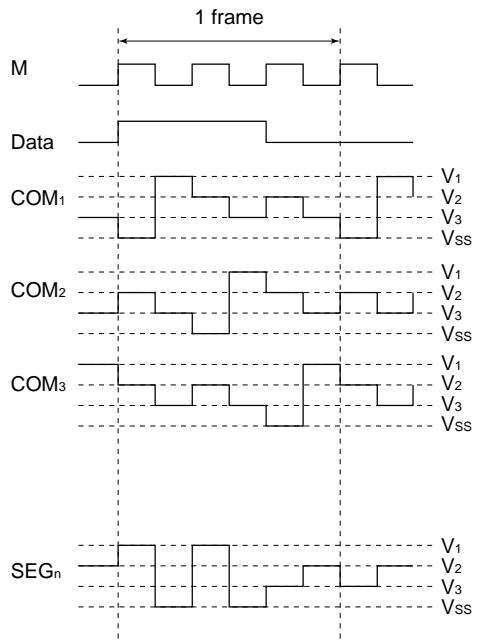 1 frame
M
Data
COM1
V1
V2
V3
VSS
COM2
V1
V2
V3
VSS
COM3
V1
V2
V3
VSS
SEGn
V1
V2
V3
VSS